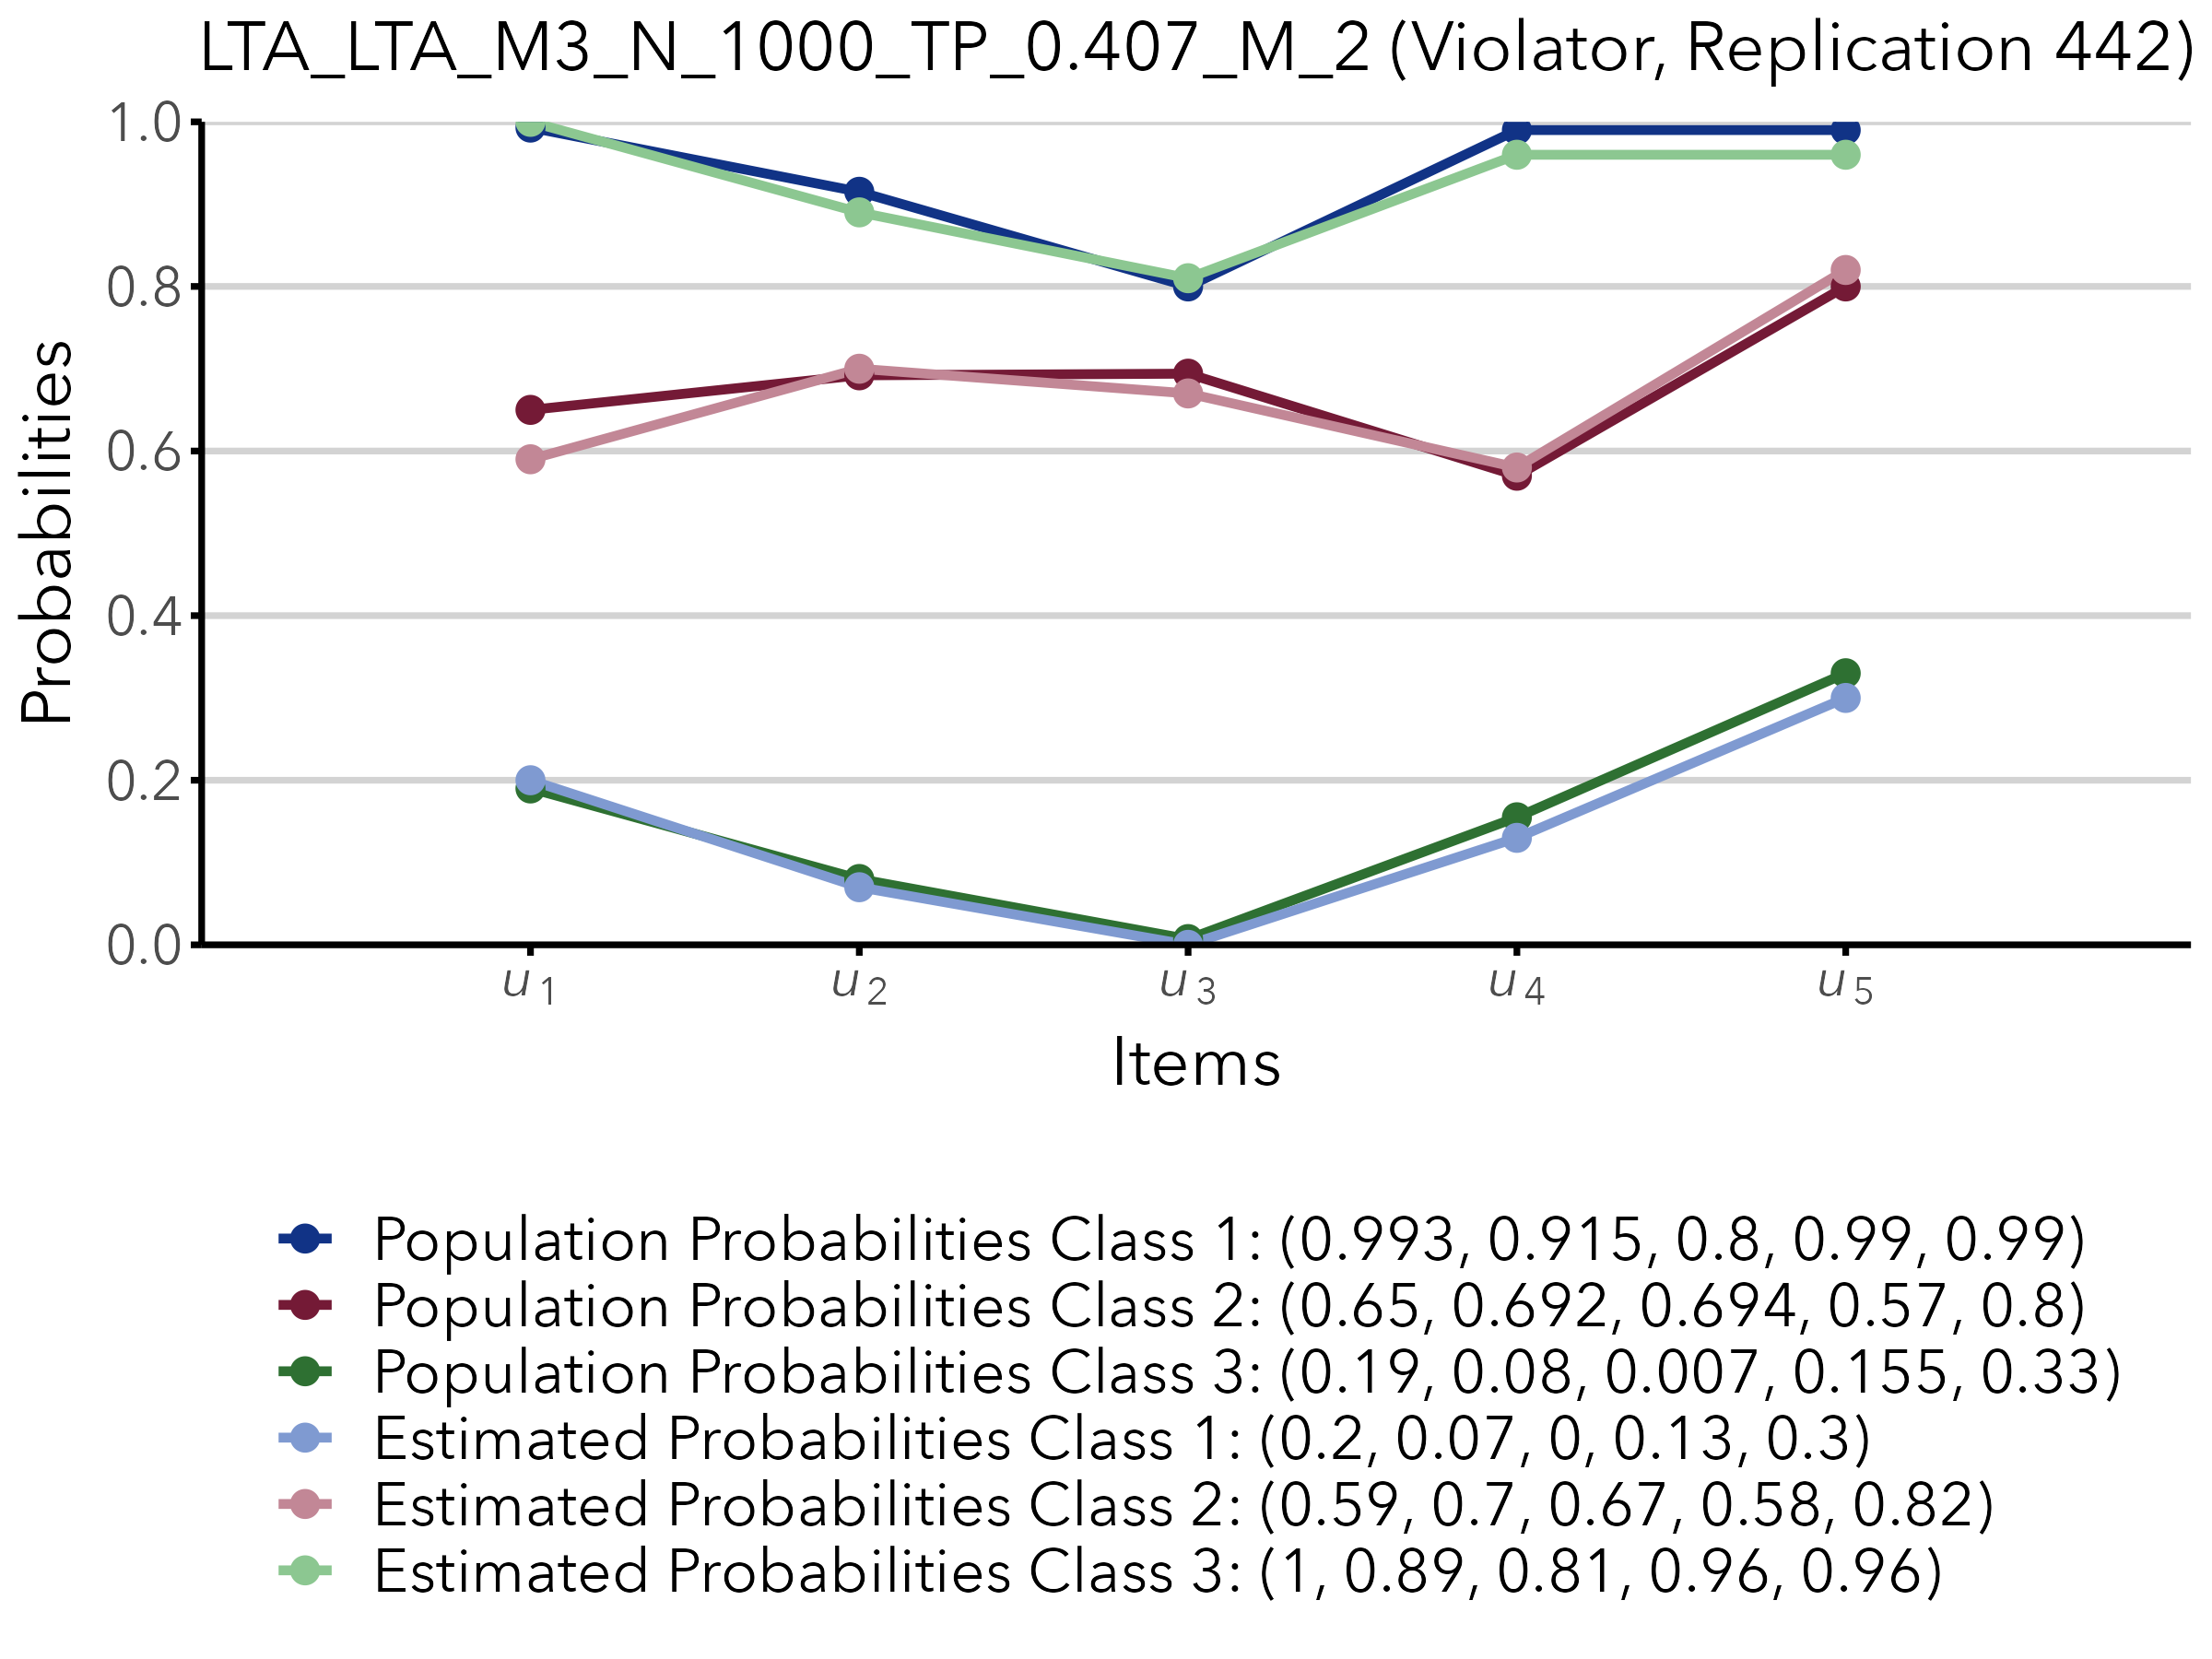 LTA_LTA_M3_N_1000_TP_0.407_M_2 (Violator, Replication 442)
1.0
0.8
0.6
0.4
0.2
0.0
Probabilities
u1 u2 u3 u4 u5
Items
Population Probabilities Class 1: (0.993, 0.915, 0.8, 0.99, 0.99)
Population Probabilities Class 2: (0.65, 0.692, 0.694, 0.57, 0.8)
Population Probabilities Class 3: (0.19, 0.08, 0.007, 0.155, 0.33)
Estimated Probabilities Class 1: (0.2, 0.07, 0, 0.13, 0.3)
Estimated Probabilities Class 2: (0.59, 0.7, 0.67, 0.58, 0.82)
Estimated Probabilities Class 3: (1, 0.89, 0.81, 0.96, 0.96)